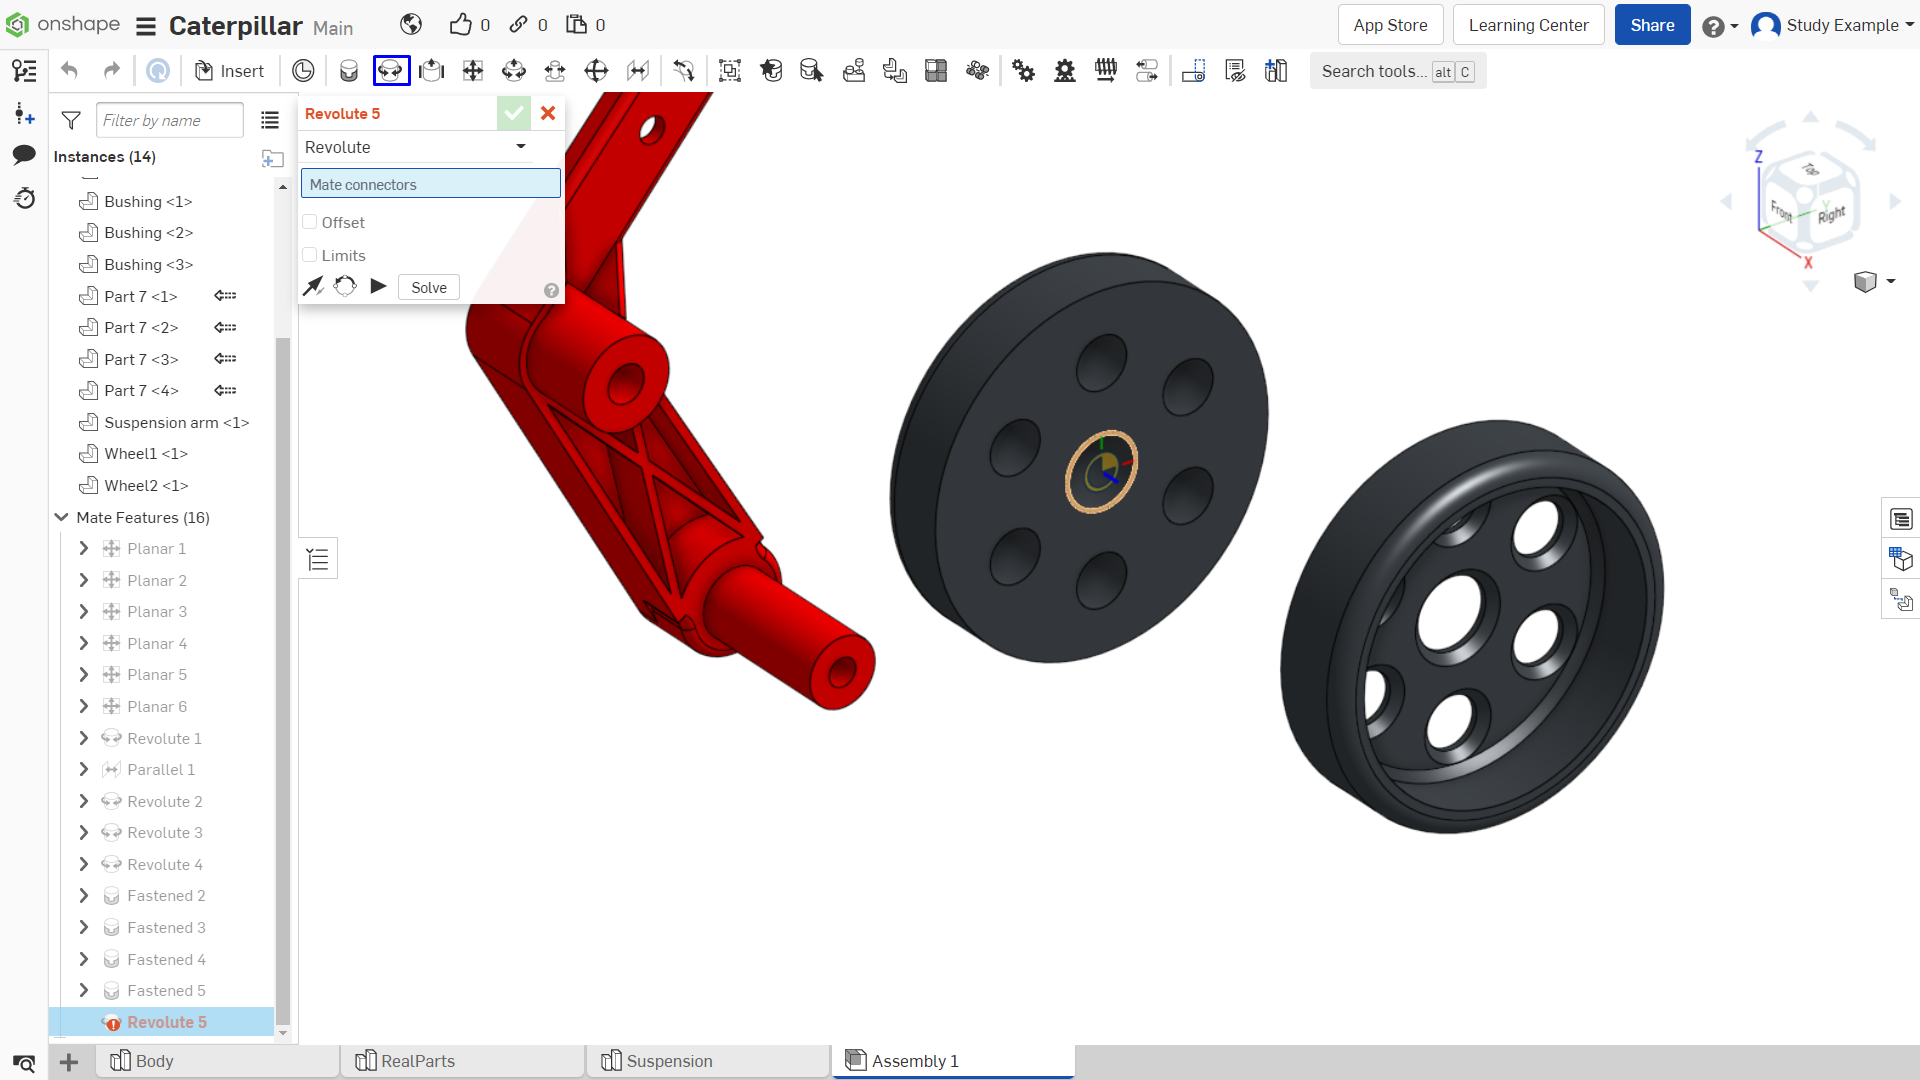 onshape
Caterpillar Main
0
0
0
App Store
Learning Center
Share
Study Example
Insert
Search tools... alt C
Filter by name
Instances (14)
Bushing <1>
Bushing <2>
Bushing <3>
Part 7 <1>
Part 7 <2>
Part 7 <3>
Part 7 <4>
Suspension arm <1>
Wheel1 <1>
Wheel2 <1>
Mate Features (16)
Planar 1
Planar 2
Planar 3
Planar 4
Planar 5
Planar 6
Revolute 1
Parallel 1
Revolute 2
Revolute 3
Revolute 4
Fastened 2
Fastened 3
Fastened 4
Fastened 5
Revolute 5
Revolute 5
Revolute
Mate connectors
Offset
Limits
Solve
Z
Top
Front
Y
Right
X
Body
RealParts
Suspension
Assembly 1